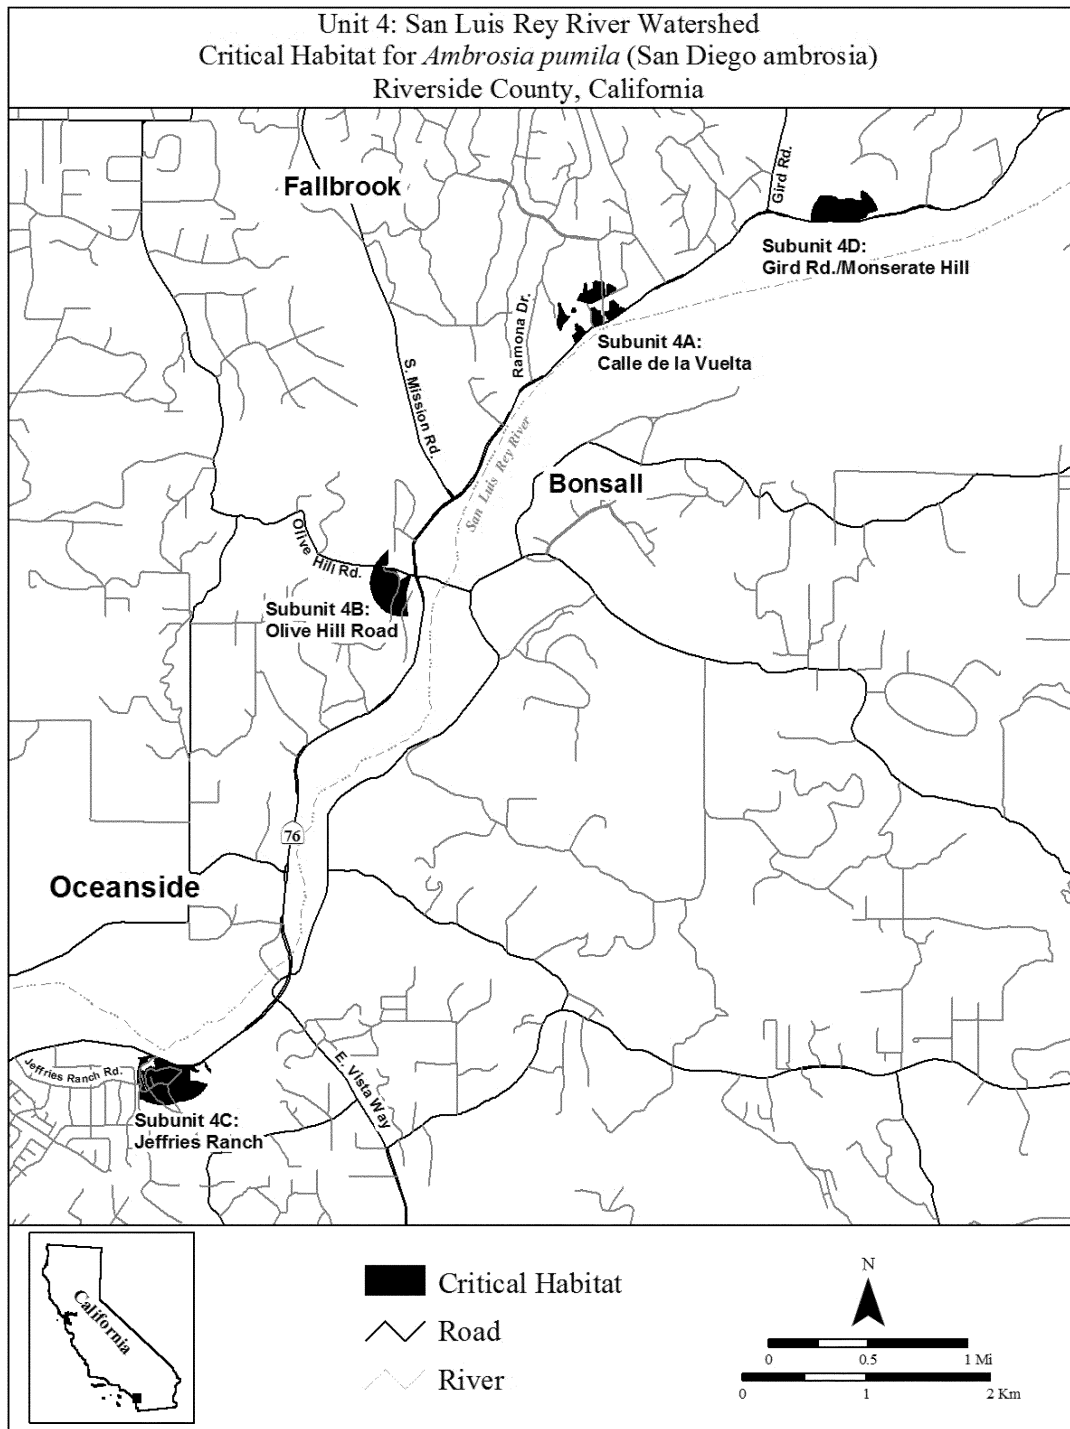 Unit 4: San Luis Rey River Watershed
Critical Habitat for Ambrosia pumila (San Diego ambrosia)
Riverside County, California
Fallbrook
Gird Rd.
Subunit 4D:
Gird Rd./Monserate Hill
Ramona Dr.
Subunit 4A:
Calle de la Vuelta
S. Mission Rd.
San Luis Rey River
Bonsall
Olive Hill Rd.
Subunit 4B:
Olive Hill Road
76
Oceanside
Jeffries Ranch Rd.
E. Vista Way
Subunit 4C:
Jeffries Ranch
California
Critical Habitat
Road
River
N
0 0.5 1 Mi
0 1 2 Km